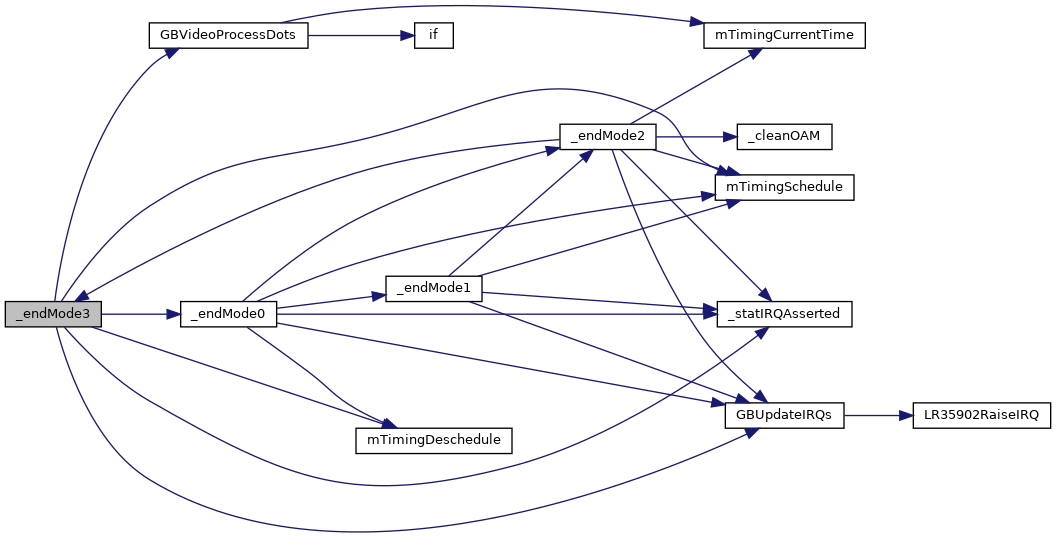 GBVideoProcessDots
if
mTimingCurrentTime
_endMode2
_cleanOAM
mTimingSchedule
_endMode1
_endMode3
_endMode0
_statIRQAsserted
GBUpdateIRQs
LR35902RaiseIRQ
mTimingDeschedule